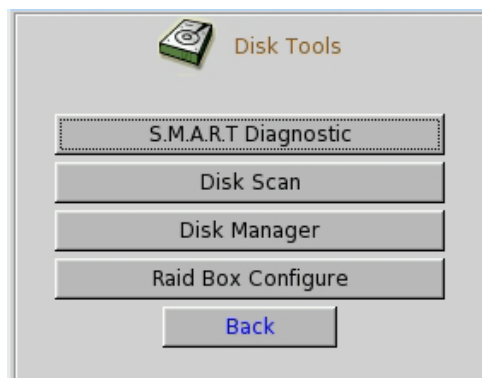 Disk Tools
S.M.A.R.T Diagnostic
Disk Scan
Disk Manager
Raid Box Configure
Back